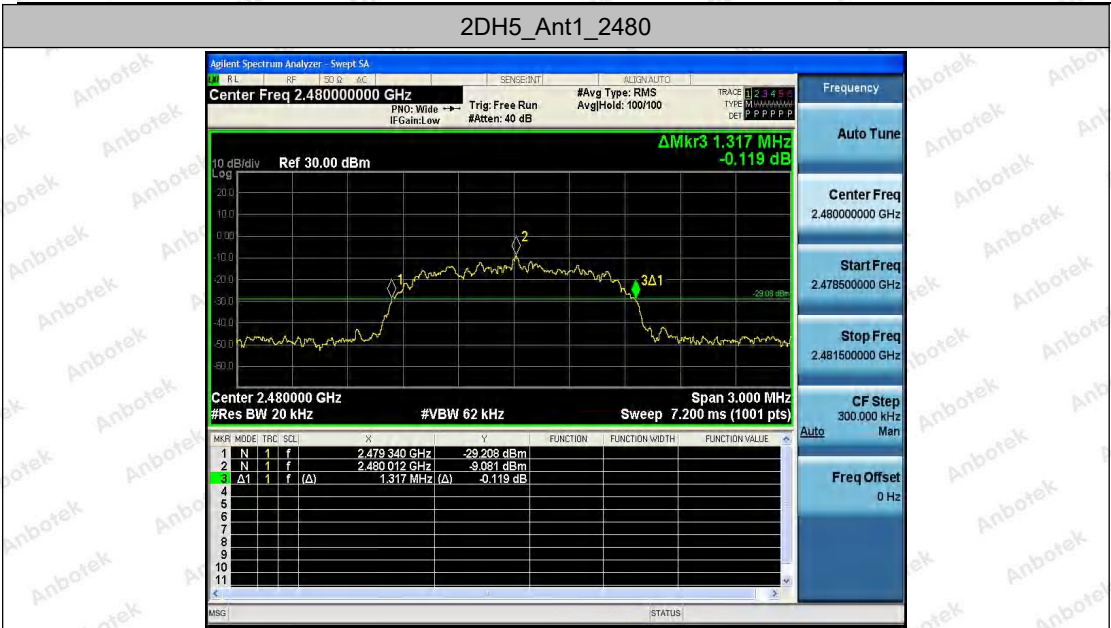 2DH5_Ant1_2480
Agilent Spectrum Analyzer - Swept SA
RL RF 50 Ω AC SENSE:INT ALIGNAUTO
Center Freq 2.480000000 GHz
PNO: Wide
IFGain:Low
Trig: Free Run
#Atten: 40 dB
#Avg Type: RMS
Avg|Hold: 100/100
TRACE 1 2 3 4 5 6
TYPE M WWWWW
DET P P P P P P
ΔMkr3 1.317 MHz
-0.119 dB
10 dB/div Ref 30.00 dBm
Log
20.0
10.0
0.00
-10.0
-20.0
-30.0
-40.0
-50.0
-60.0
1
2
3Δ1
-29.08 dBm
Center 2.480000 GHz Span 3.000 MHz
#Res BW 20 kHz #VBW 62 kHz Sweep 7.200 ms (1001 pts)
MKR MODE TRC SCL X Y FUNCTION FUNCTION WIDTH FUNCTION VALUE
1 N 1 f 2.479 340 GHz -29.208 dBm
2 N 1 f 2.480 012 GHz -9.081 dBm
3 Δ1 1 f (Δ) 1.317 MHz (Δ) -0.119 dB
4
5
6
7
8
9
10
11
MSG STATUS
Frequency
Auto Tune
Center Freq
2.480000000 GHz
Start Freq
2.478500000 GHz
Stop Freq
2.481500000 GHz
CF Step
300.000 kHz
Auto Man
Freq Offset
0 Hz
Anbotek